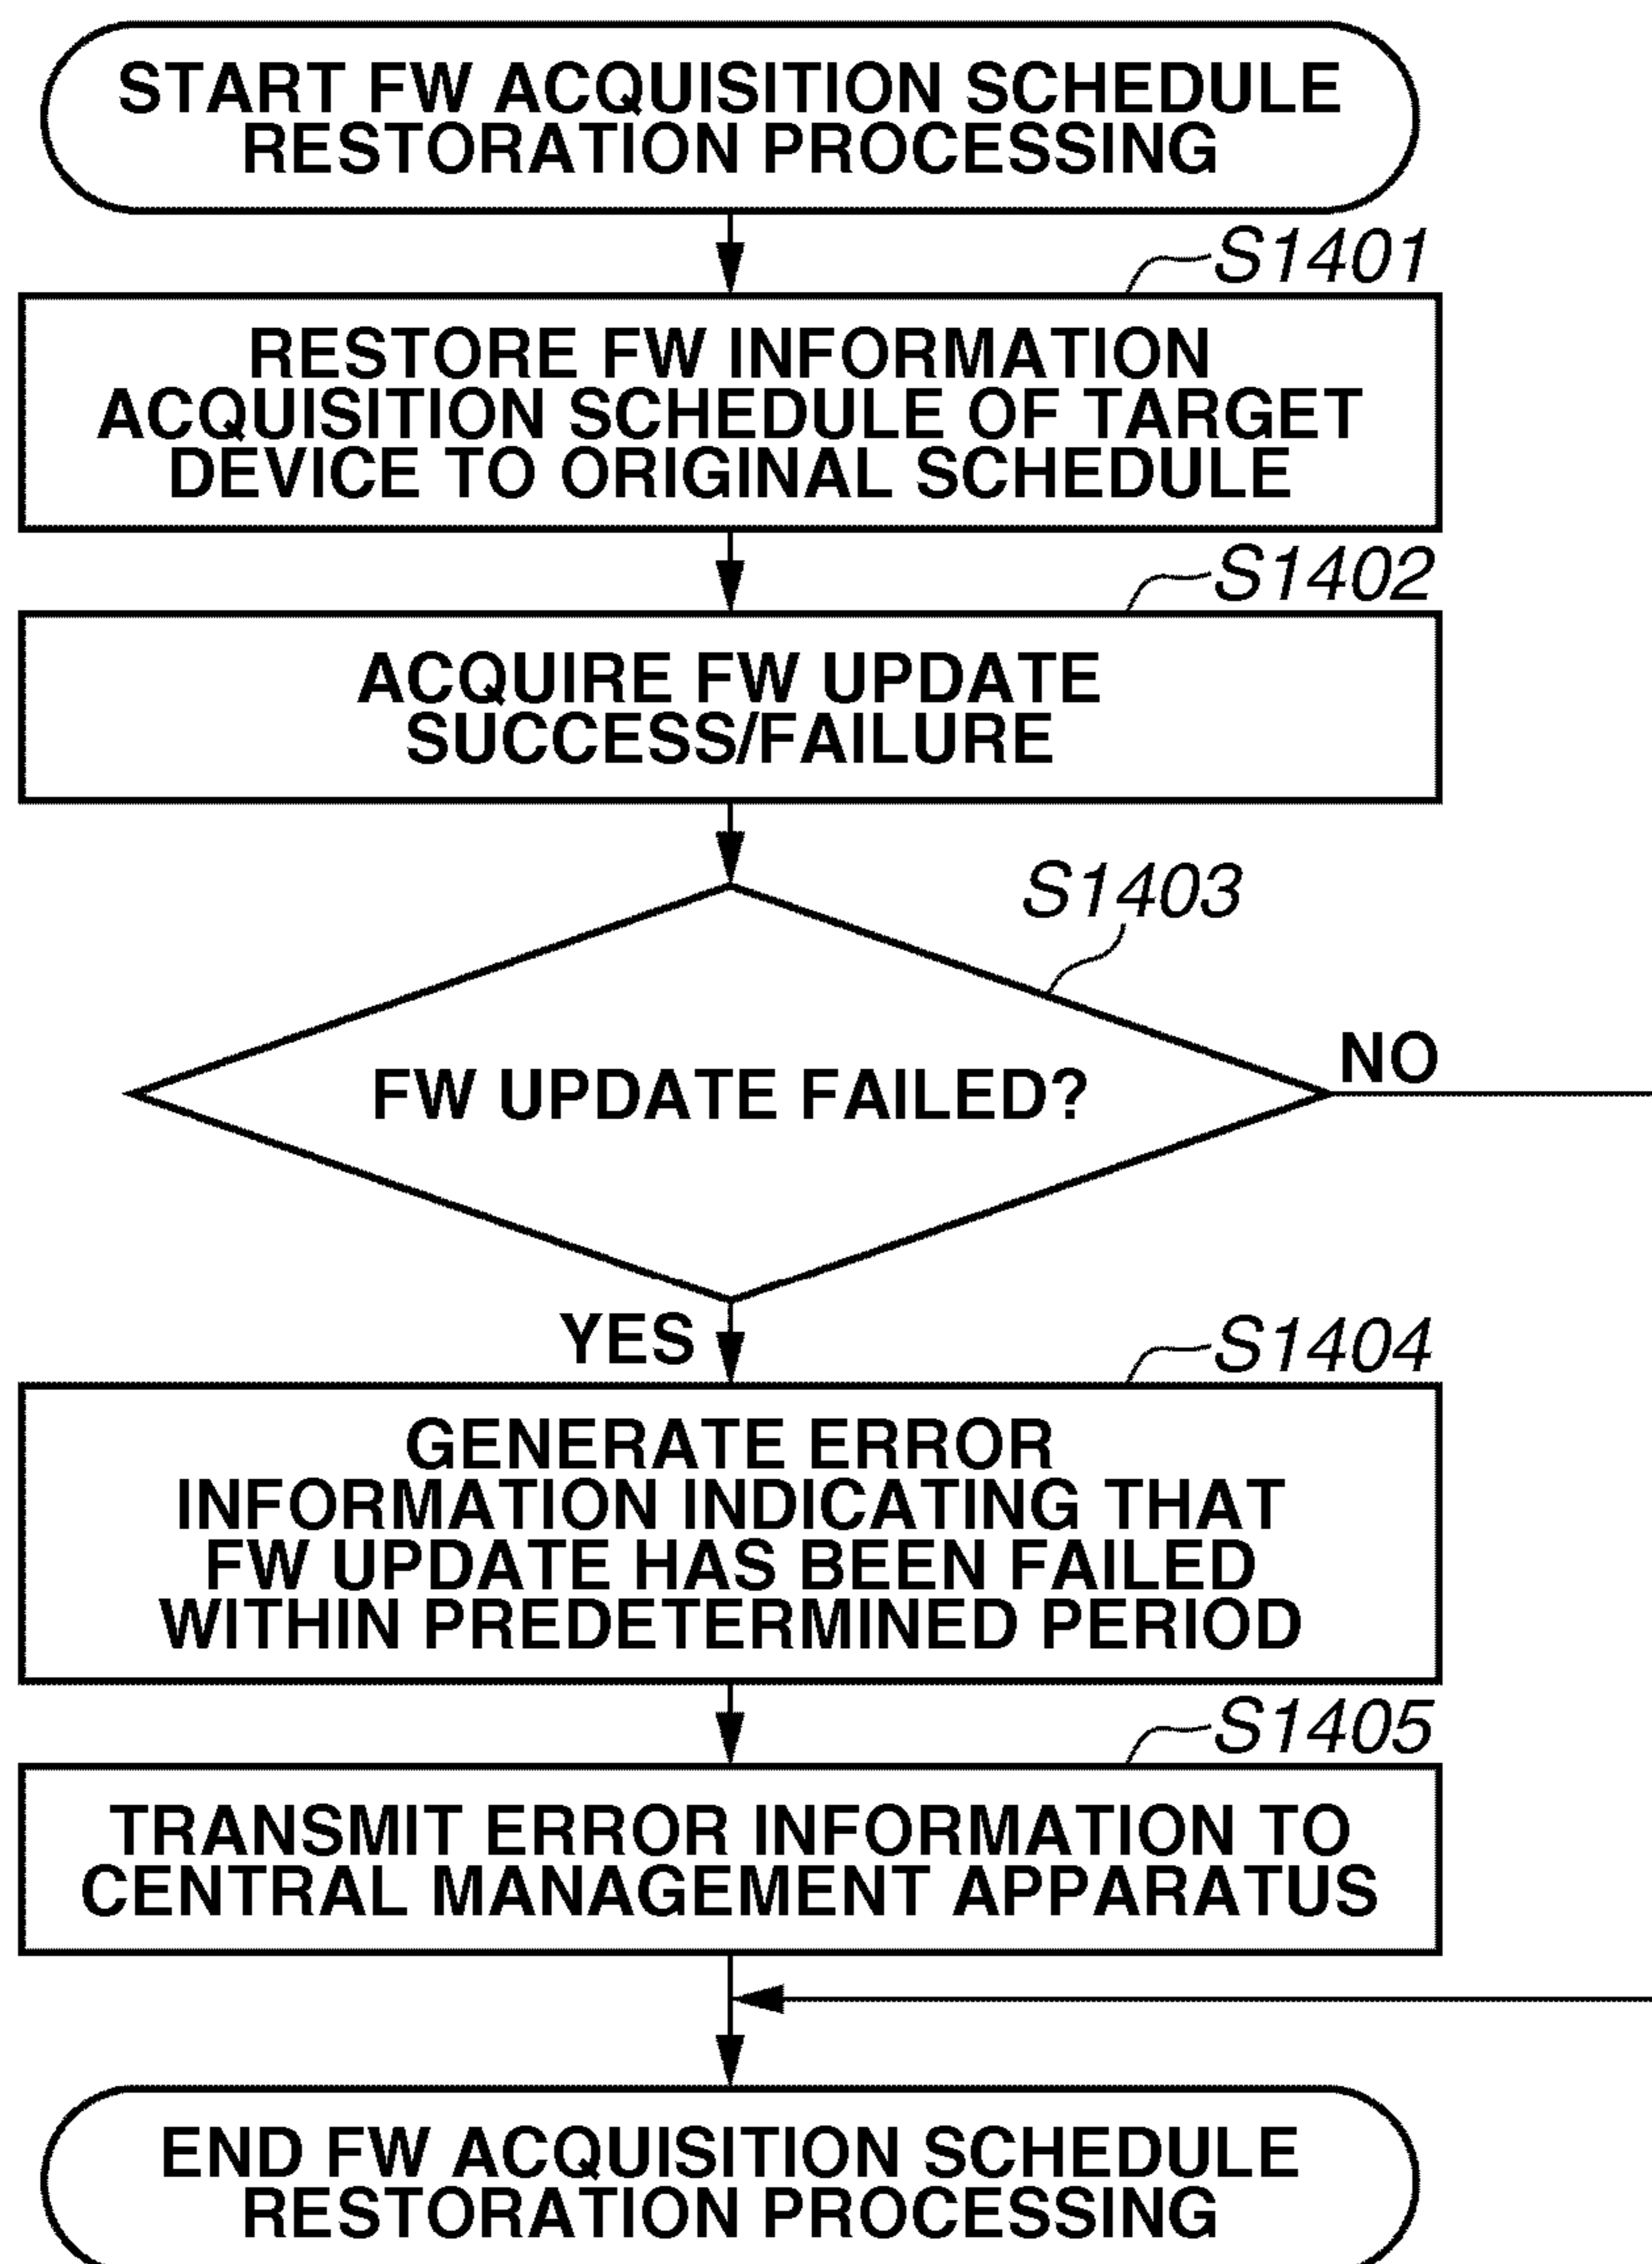 START FW ACQUISITION SCHEDULE
RESTORATION PROCESSING
S1401
RESTORE FW INFORMATION
ACQUISITION SCHEDULE OF TARGET
DEVICE TO ORIGINAL SCHEDULE
S1402
ACQUIRE FW UPDATE
SUCCESS/FAILURE
S1403
FW UPDATE FAILED?
NO
YES
S1404
GENERATE ERROR
INFORMATION INDICATING THAT
FW UPDATE HAS BEEN FAILED
WITHIN PREDETERMINED PERIOD
S1405
TRANSMIT ERROR INFORMATION TO
CENTRAL MANAGEMENT APPARATUS
END FW ACQUISITION SCHEDULE
RESTORATION PROCESSING